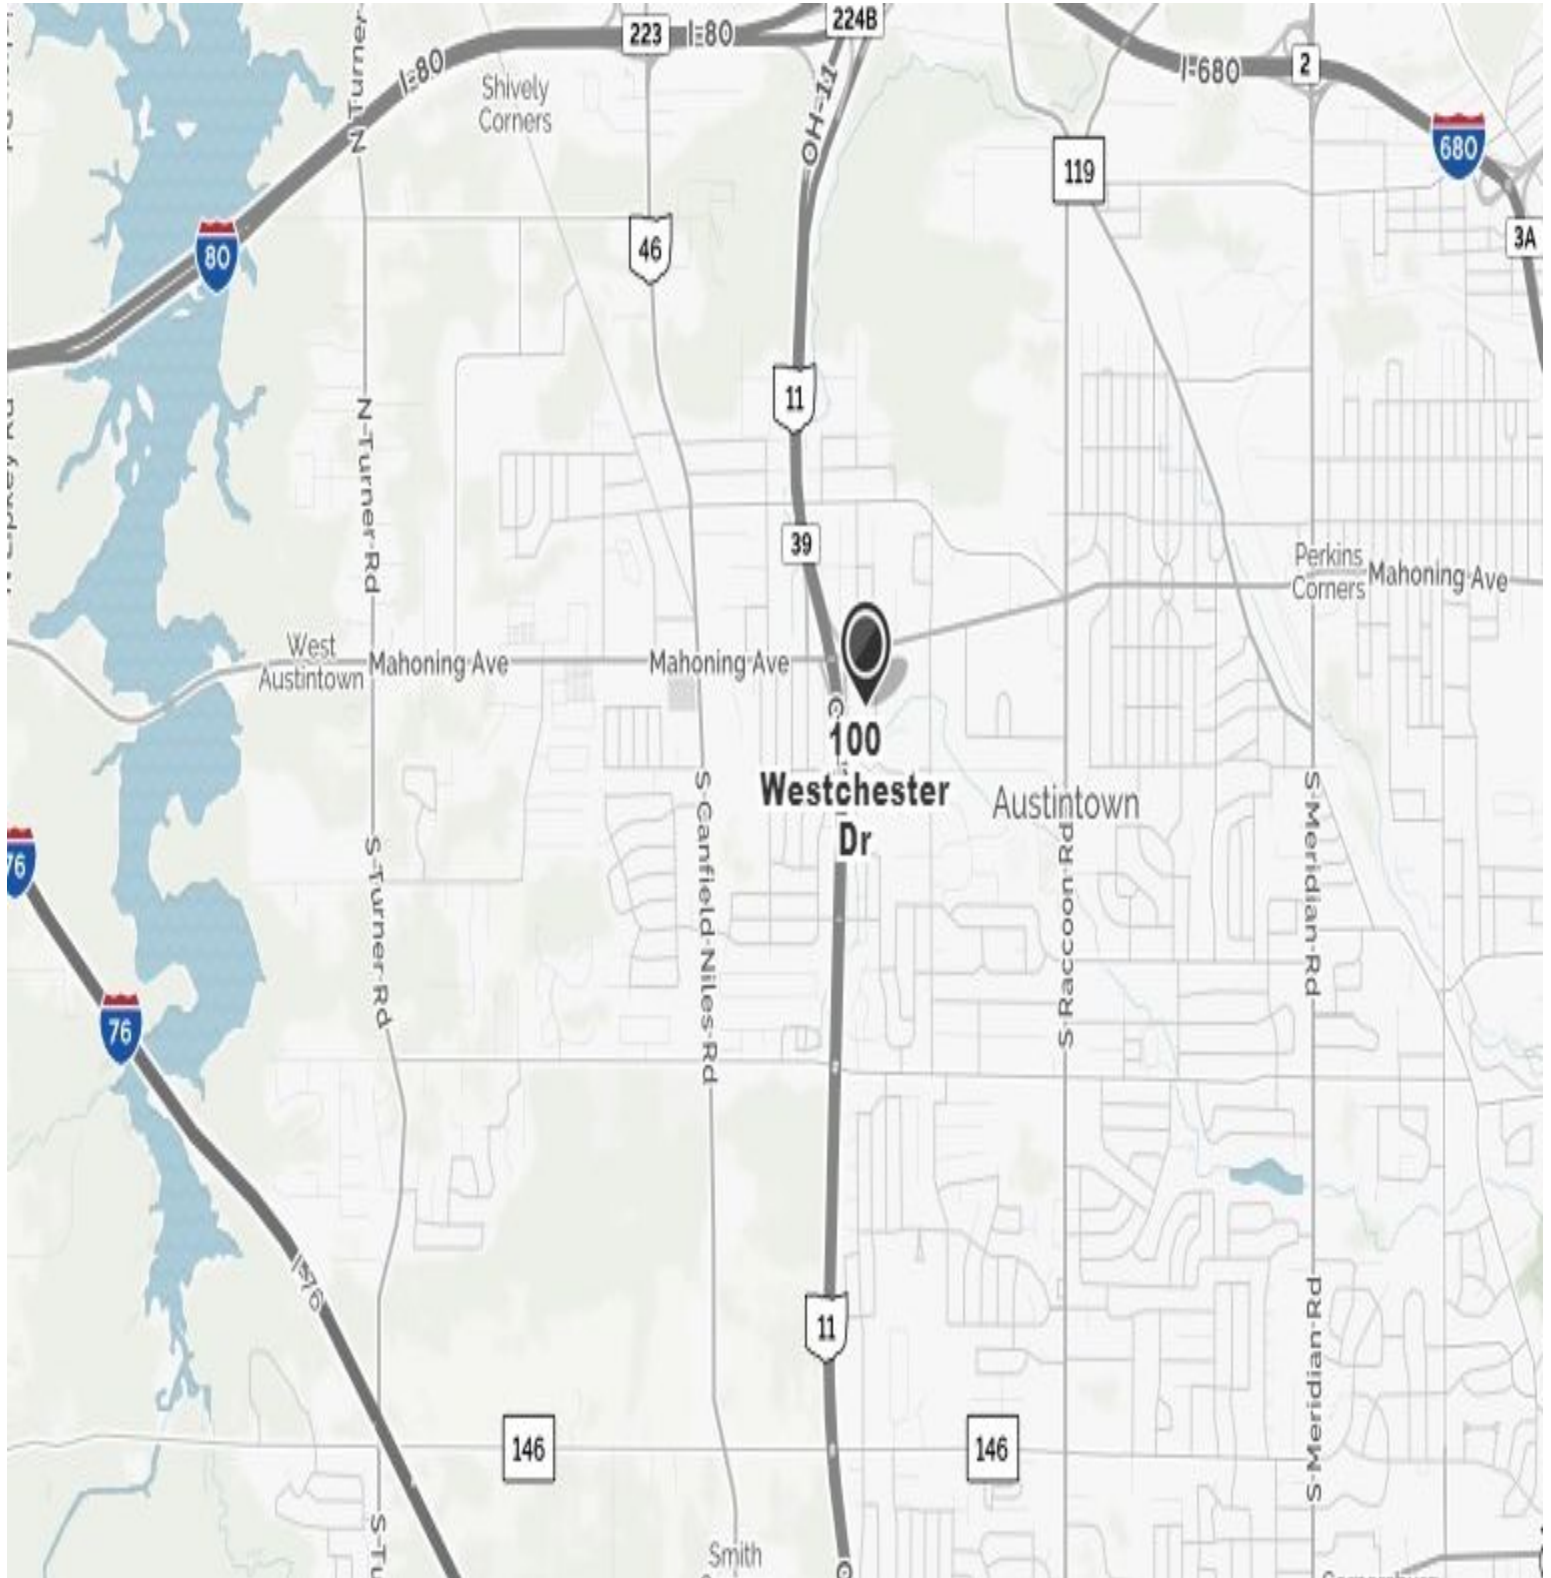 N-Turner-
223
I-80
224B
I-680
2
I-80
Shively
Corners
OH-11
119
680
3A
80
46
11
N-Turner-Rd
39
Perkins
Corners
Mahoning-Ave
West
Austintown
Mahoning-Ave
Mahoning-Ave
100
Westchester
Dr
Austintown
S-Canfield-Niles-Rd
S-Meridian-Rd
76
S-Turner-Rd
S-Raccoon-Rd
76
I-76
11
S-Meridian-Rd
146
146
S-Tu
Smith